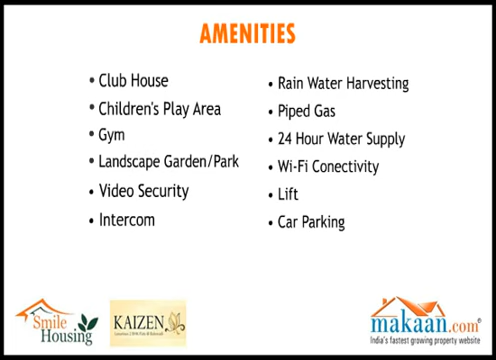 AMENITIES
• Club House
• Children's Play Area
• Gym
• Landscape Garden/Park
• Video Security
• Intercom
• Rain Water Harvesting
• Piped Gas
• 24 Hour Water Supply
• Wi-Fi Conectivity
• Lift
• Car Parking
Smile
Housing
KAIZEN
makaan.com
India's fastest growing property website